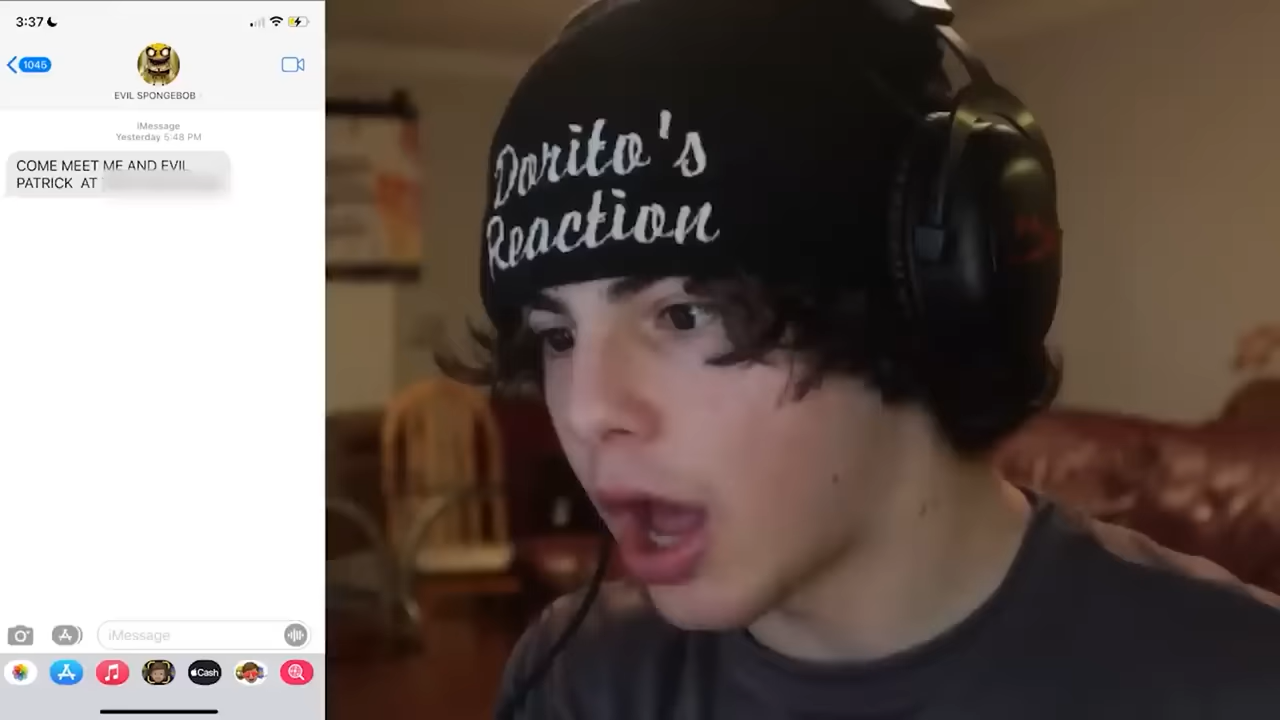 3:37
1045
EVIL SPONGEBOB
iMessage
Yesterday 5:48 PM
COME MEET ME AND EVIL
PATRICK AT
iMessage
Cash
Dorito's
Reaction